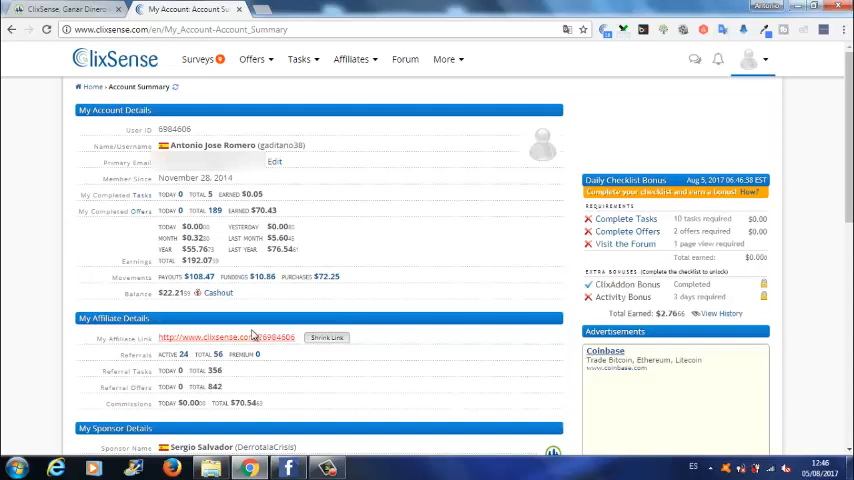 ClixSense, Ganar Dinero
My Account: Account Su
Antonio
www.clixsense.com/en/My_Account-Account_Summary
ClixSense
Surveys
Offers
Tasks
Affiliates
Forum
More
Home › Account Summary
My Account Details
User ID 6984606
Name/Username Antonio Jose Romero (gaditano38)
Primary Email Edit
Member Since November 28, 2014
My Completed Tasks TODAY 0 TOTAL 5 EARNED $0.05
My Completed Offers TODAY 0 TOTAL 189 EARNED $70.43
TODAY $0.00 YESTERDAY $0.00
MONTH $0.32 LAST MONTH $5.60
YEAR $55.76 LAST YEAR $76.54
Earnings TOTAL $192.07
Movements PAYOUTS $108.47 FUNDINGS $10.86 PURCHASES $72.25
Balance $22.21 Cashout
My Affiliate Details
My Affiliate Link http://www.clixsense.com/?6984606 Shrink Link
Referrals ACTIVE 24 TOTAL 56 PREMIUM 0
Referral Tasks TODAY 0 TOTAL 356
Referral Offers TODAY 0 TOTAL 842
Commissions TODAY $0.00 TOTAL $70.54
My Sponsor Details
Sponsor Name Sergio Salvador (DerrotalaCrisis)
Daily Checklist Bonus Aug 5, 2017 06:46:38 EST
Complete your checklist and earn a bonus! How?
REQUIREMENTS
Complete Tasks 10 tasks required $0.00
Complete Offers 2 offers required $0.00
Visit the Forum 1 page view required
Total earned: $0.00
EXTRA BONUSES (Complete the checklist to unlock)
ClixAddon Bonus Completed
Activity Bonus 3 days required
Total Earned: $2.76 View History
Advertisements
Coinbase
Trade Bitcoin, Ethereum, Litecoin
www.coinbase.com
ES
12:46
05/08/2017